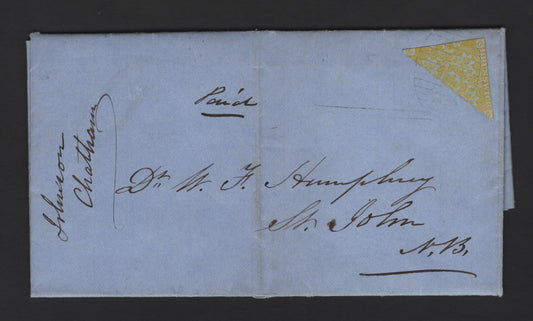 Paid
Dr W. F. Humphrey
St. John
N.B.
Johnson
Chatham